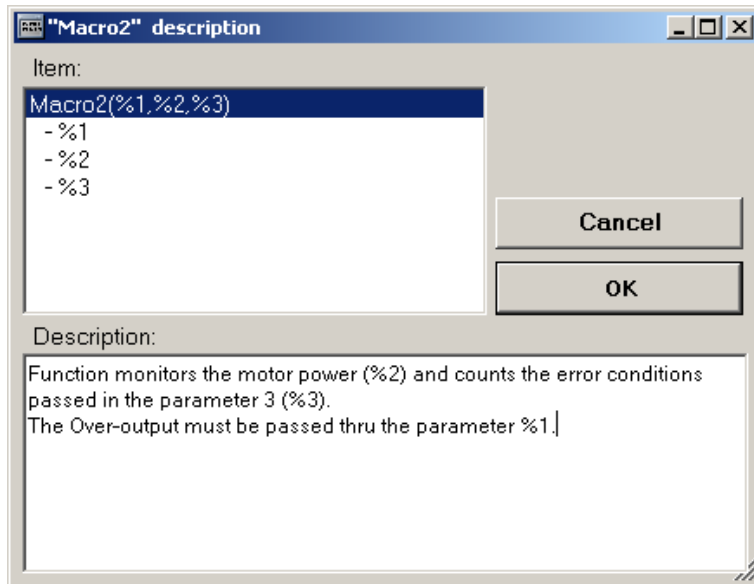 "Macro2" description
Item:
Macro2(%1,%2,%3)
- %1
- %2
- %3
Cancel
OK
Description:
Function monitors the motor power (%2) and counts the error conditions
passed in the parameter 3 (%3).
The Over-output must be passed thru the parameter %1.